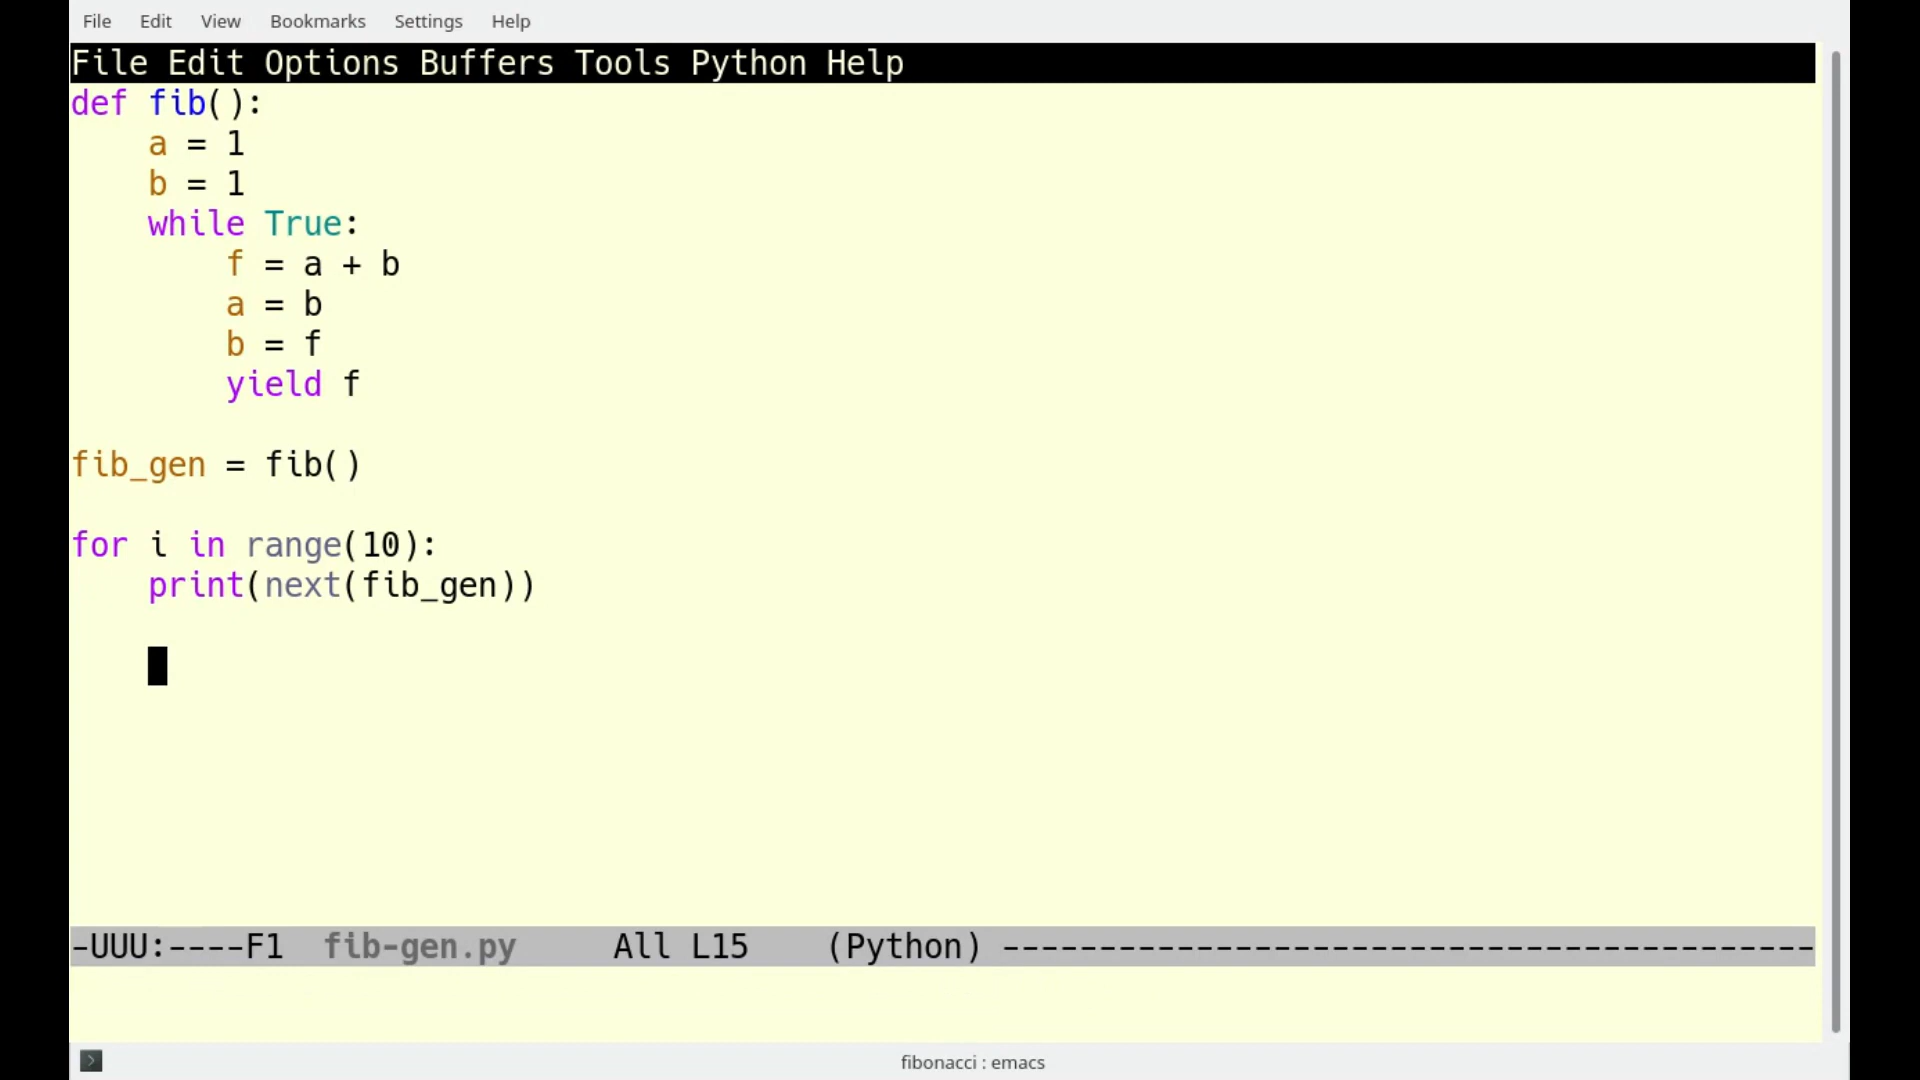 File Edit View Bookmarks Settings Help
File Edit Options Buffers Tools Python Help
def fib():
    a = 1
    b = 1
    while True:
        f = a + b
        a = b
        b = f
        yield f

fib_gen = fib()

for i in range(10):
    print(next(fib_gen))

-UUU:----F1  fib-gen.py     All L15    (Python) ------------------------------------------
fibonacci : emacs